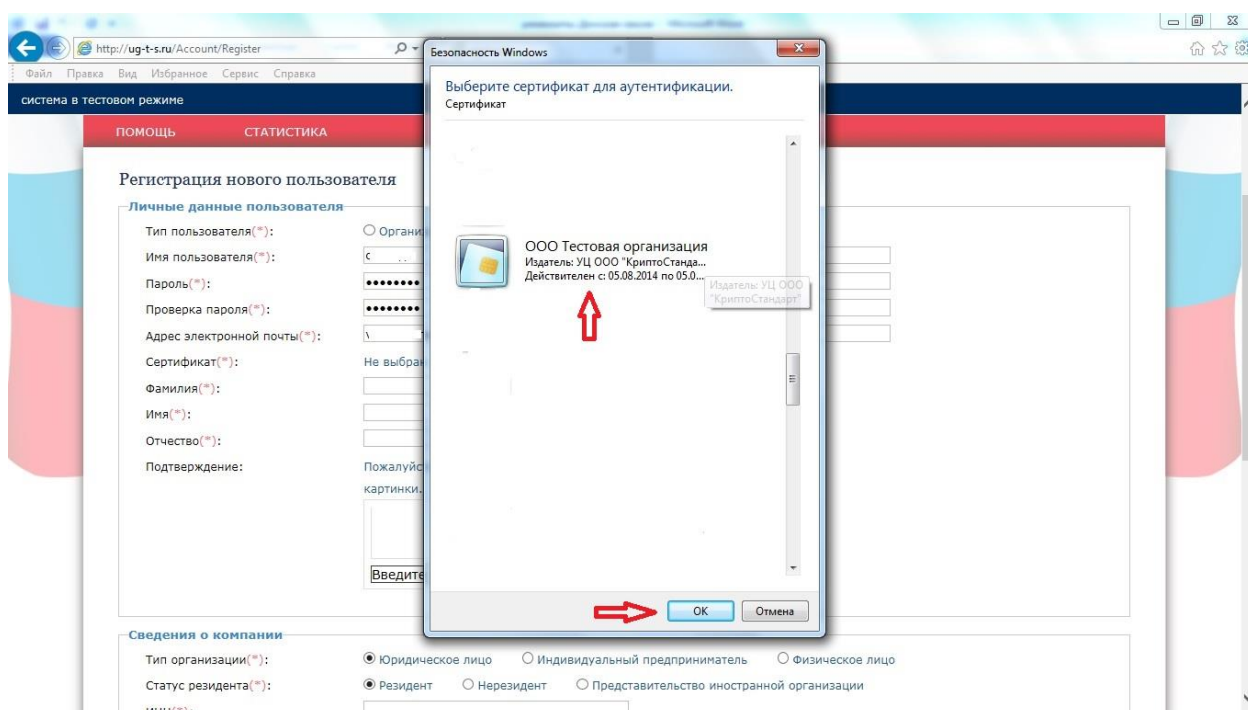 http://ug-t-s.ru/Account/Register
Файл Правка Вид Избранное Сервис Справка
система в тестовом режиме
ПОМОЩЬ СТАТИСТИКА
Безопасность Windows
Выберите сертификат для аутентификации.
Сертификат
ООО Тестовая организация
Издатель: УЦ ООО "КриптоСтанда...
Действителен с: 05.08.2014 по 05.0...
Издатель: УЦ ООО
"КриптоСтандарт"
OK Отмена
Регистрация нового пользователя
Личные данные пользователя
Тип пользователя(*): Органи
Имя пользователя(*):
Пароль(*): ••••••••
Проверка пароля(*): ••••••••
Адрес электронной почты(*):
Сертификат(*): Не выбран
Фамилия(*):
Имя(*):
Отчество(*):
Подтверждение: Пожалуйс
картинки.
Введите
Сведения о компании
Тип организации(*): Юридическое лицо Индивидуальный предприниматель Физическое лицо
Статус резидента(*): Резидент Нерезидент Представительство иностранной организации